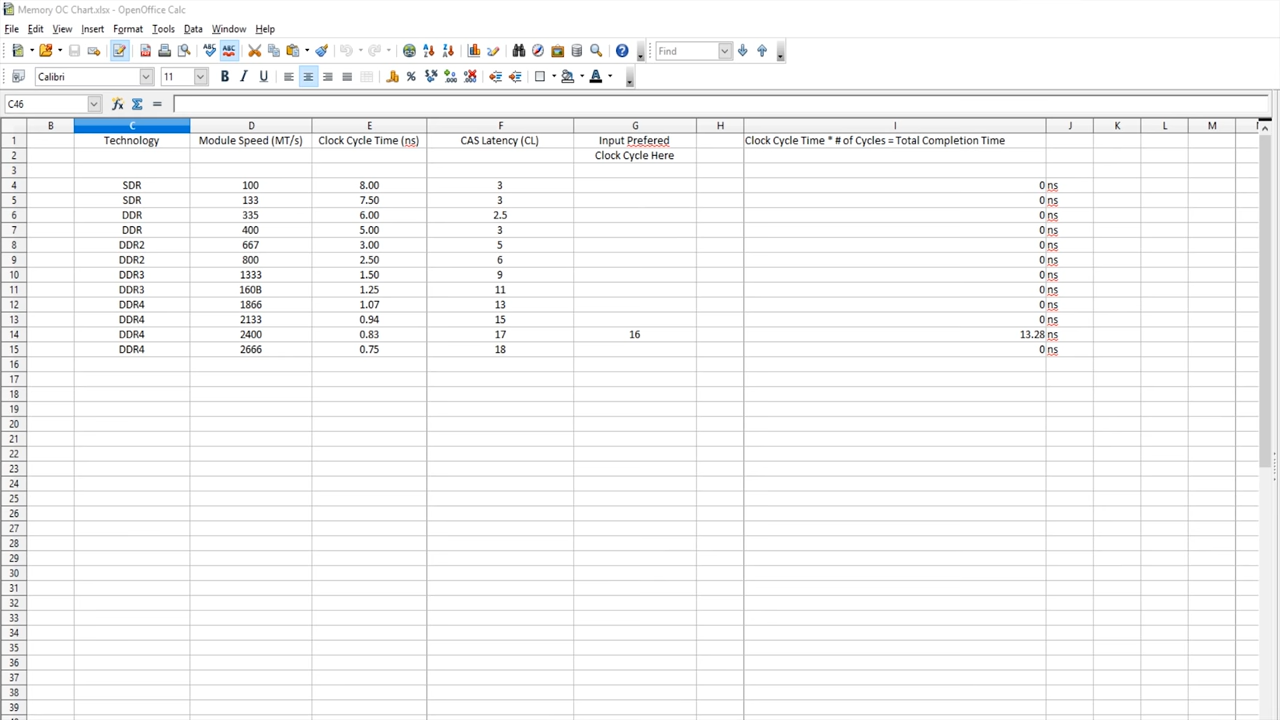 Memory OC Chart.xlsx - OpenOffice Calc
File Edit View Insert Format Tools Data Window Help
ABC ABC Find
Calibri 11 B I U
C46
B C D E F G H I J K L M
1 Technology Module Speed (MT/s) Clock Cycle Time (ns) CAS Latency (CL) Input Prefered Clock Cycle Time * # of Cycles = Total Completion Time
2 Clock Cycle Here
3
4 SDR 100 8.00 3 0 ns
5 SDR 133 7.50 3 0 ns
6 DDR 335 6.00 2.5 0 ns
7 DDR 400 5.00 3 0 ns
8 DDR2 667 3.00 5 0 ns
9 DDR2 800 2.50 6 0 ns
10 DDR3 1333 1.50 9 0 ns
11 DDR3 160B 1.25 11 0 ns
12 DDR4 1866 1.07 13 0 ns
13 DDR4 2133 0.94 15 0 ns
14 DDR4 2400 0.83 17 16 13.28 ns
15 DDR4 2666 0.75 18 0 ns
16
17
18
19
20
21
22
23
24
25
26
27
28
29
30
31
32
33
34
35
36
37
38
39